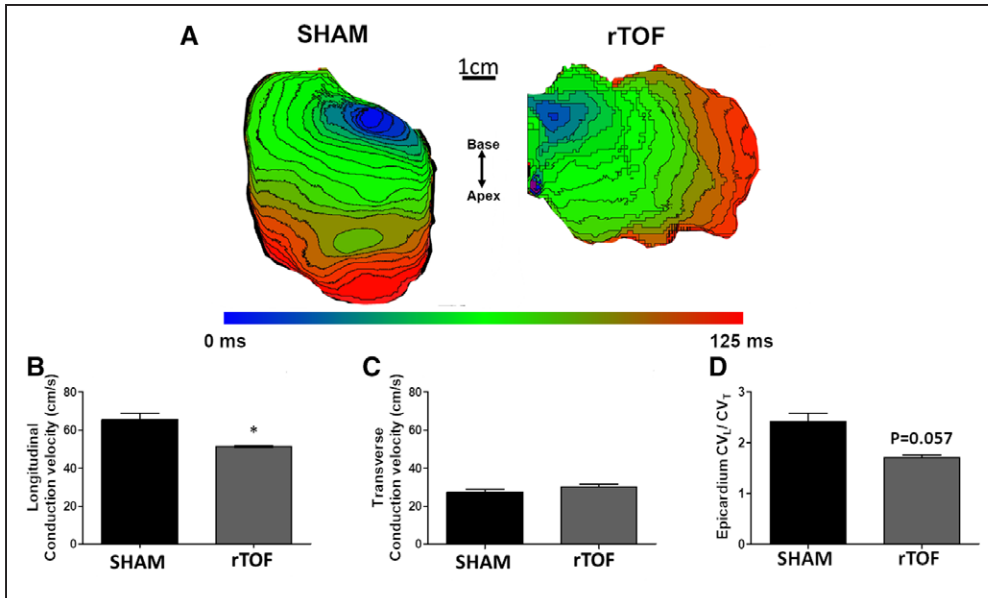 A
SHAM
rTOF
1cm
Base
Apex
0 ms
125 ms
B
Longitudinal
Conduction velocity (cm/s)
80
60
40
20
0
*
SHAM
rTOF
C
Transverse
Conduction velocity (cm/s)
80
60
40
20
0
SHAM
rTOF
D
Epicardium CVL/ CVT
3
2
1
0
P=0.057
SHAM
rTOF